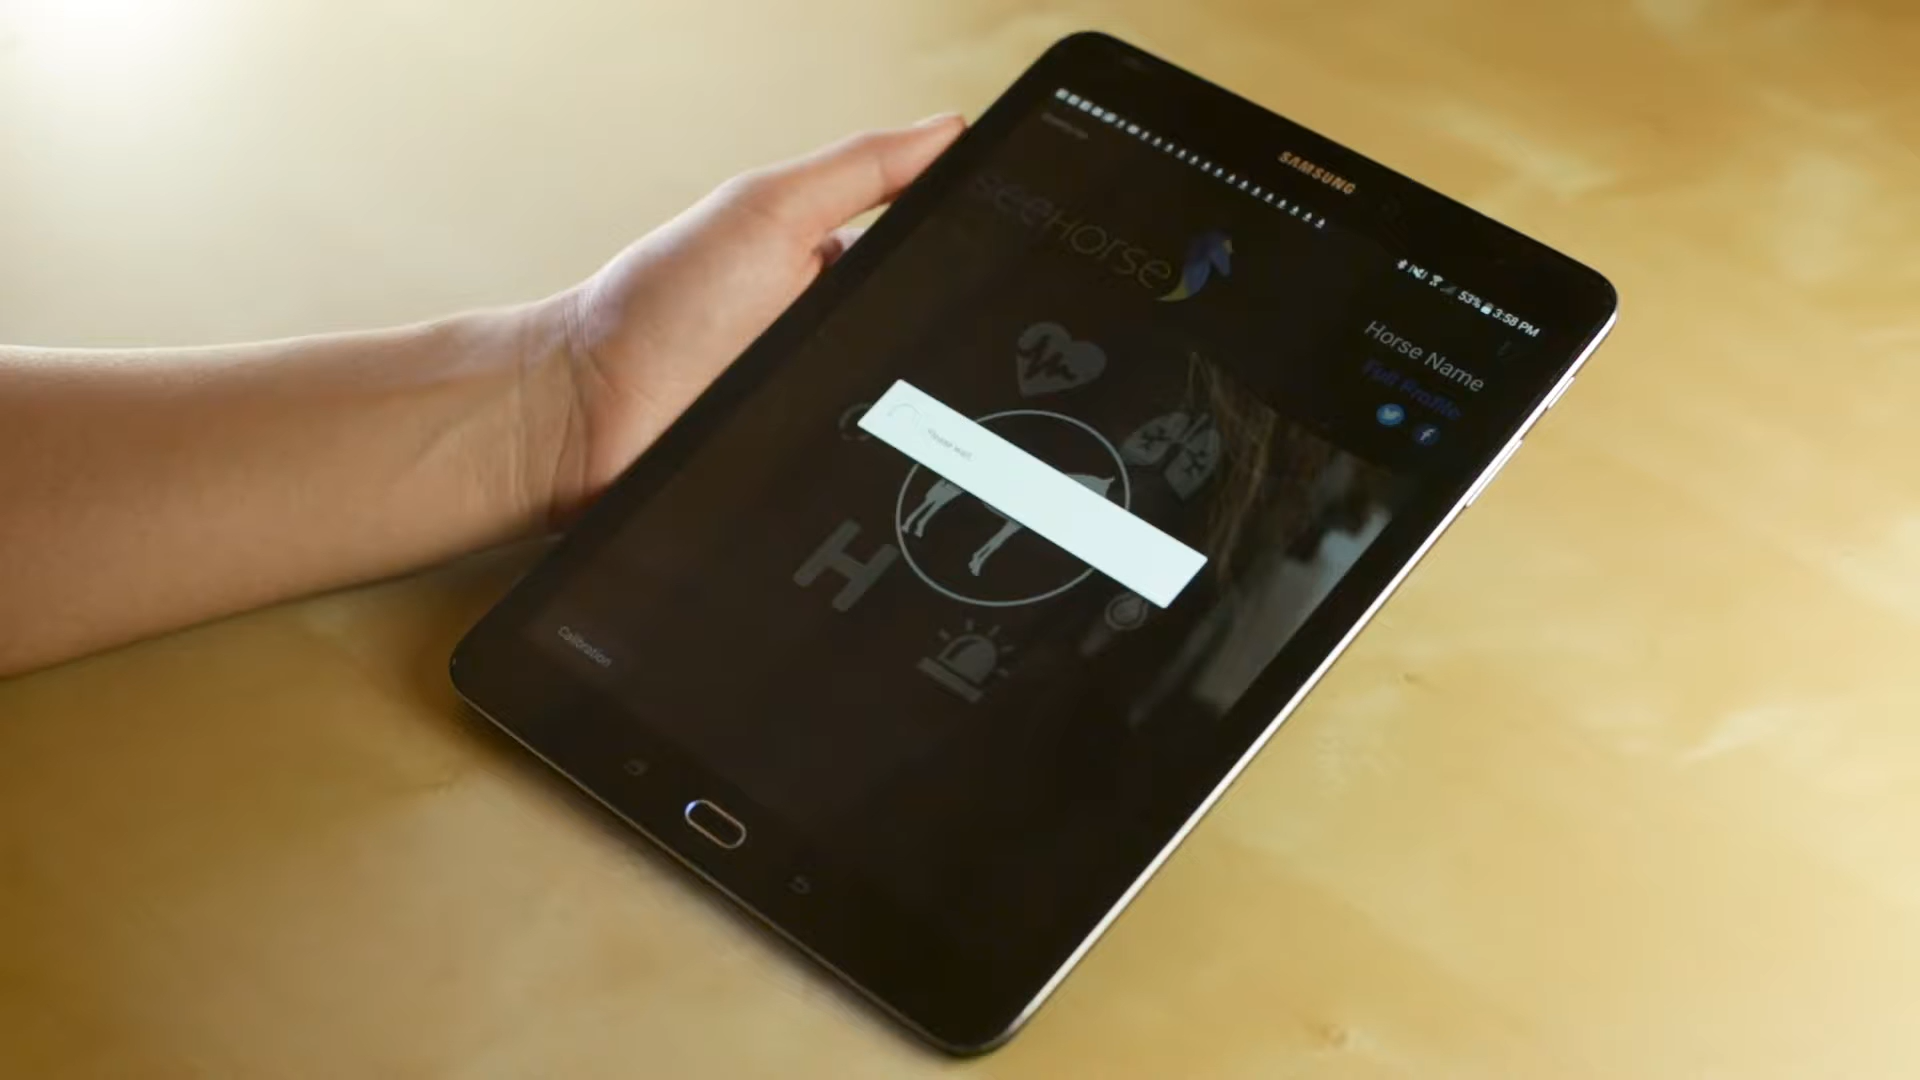 SAMSUNG
53% 3:58 PM
seeHorse
Horse Name
Full Profile
Please wait...
H
Calibration